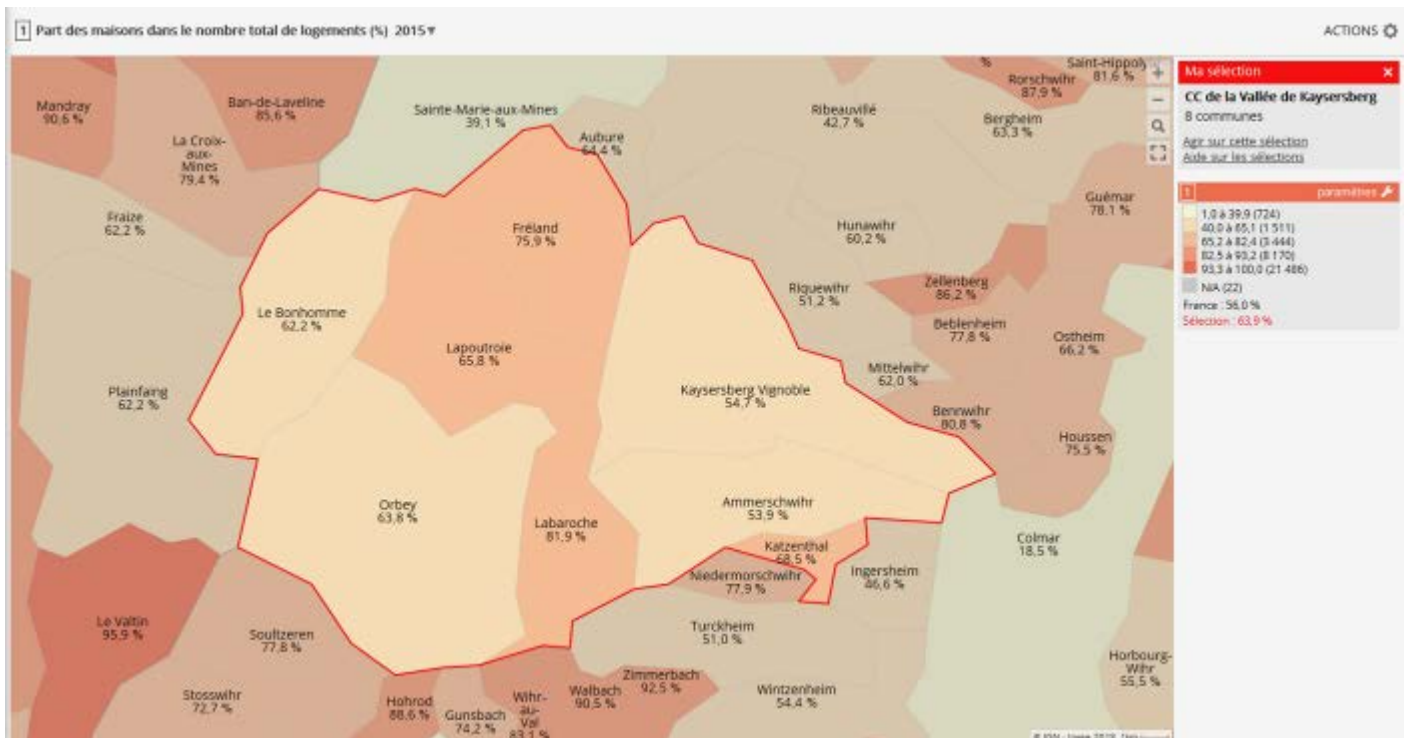 1 Part des maisons dans le nombre total de logements (%) 2015
ACTIONS
Mandray
90,6 %
Ban-de-Laveline
85,6 %
La Croix-
aux-
Mines
79,4 %
Sainte-Marie-aux-Mines
39,1 %
Aubure
64,4 %
Ribeauvillé
42,7 %
%
Rorschwihr
87,9 %
Saint-Hippoly
81,6 %
Bergheim
63,3 %
Fraize
62,2 %
Fréland
75,9 %
Hunawihr
60,2 %
Guémar
78,1 %
Le Bonhomme
62,2 %
Lapoutroie
65,8 %
Riquewihr
51,2 %
Zellenberg
86,2 %
Beblenheim
77,8 %
Ostheim
66,2 %
Plainfaing
62,2 %
Kaysersberg Vignoble
54,7 %
Mittelwihr
62,0 %
Bennwihr
80,8 %
Houssen
75,5 %
Orbey
63,8 %
Labaroche
81,9 %
Ammerschwihr
53,9 %
Katzenthal
68,5 %
Niedermorschwihr
77,9 %
Ingersheim
46,6 %
Colmar
18,5 %
Le Valtin
95,9 %
Soultzeren
77,8 %
Turckheim
51,0 %
Stosswihr
72,7 %
Hohrod
88,6 %
Gunsbach
74,2 %
Wihr-
au-
Val
83,1 %
Walbach
90,5 %
Zimmerbach
92,5 %
Wintzenheim
54,4 %
Horbourg-
Wihr
55,5 %
Ma sélection
CC de la Vallée de Kaysersberg
8 communes
Agir sur cette sélection
Aide sur les sélections
1 paramètres
1,0 à 39,9 (724)
40,0 à 65,1 (1 511)
65,2 à 82,4 (3 444)
82,5 à 93,2 (8 170)
93,3 à 100,0 (21 486)
N/A (22)
France : 56,0 %
Sélection : 63,9 %